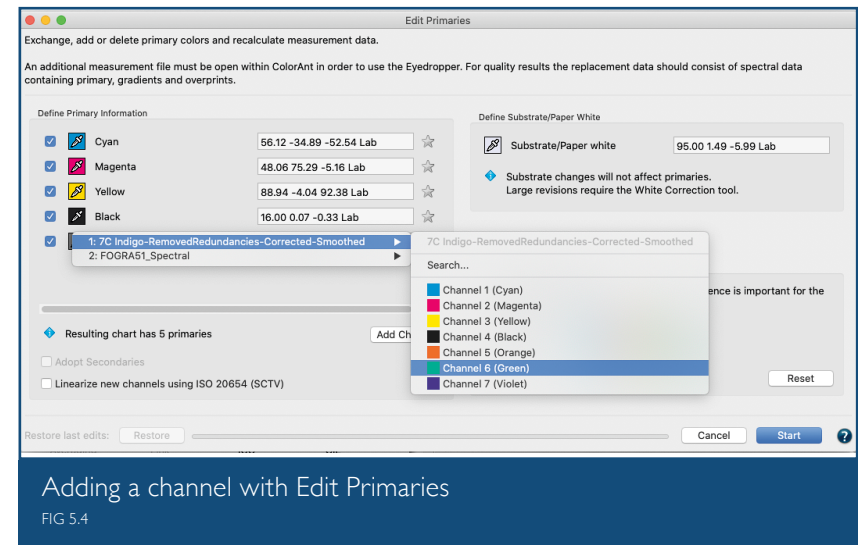 Edit Primaries
Exchange, add or delete primary colors and recalculate measurement data.
An additional measurement file must be open within ColorAnt in order to use the Eyedropper. For quality results the replacement data should consist of spectral data
containing primary, gradients and overprints.
Define Primary Information
Cyan
56.12 -34.89 -52.54 Lab
Magenta
48.06 75.29 -5.16 Lab
Yellow
88.94 -4.04 92.38 Lab
Black
16.00 0.07 -0.33 Lab
Define Substrate/Paper White
Substrate/Paper white
95.00 1.49 -5.99 Lab
Substrate changes will not affect primaries.
Large revisions require the White Correction tool.
1: 7C Indigo-RemovedRedundancies-Corrected-Smoothed
2: FOGRA51_Spectral
7C Indigo-RemovedRedundancies-Corrected-Smoothed
Search...
Channel 1 (Cyan)
Channel 2 (Magenta)
Channel 3 (Yellow)
Channel 4 (Black)
Channel 5 (Orange)
Channel 6 (Green)
Channel 7 (Violet)
ence is important for the
Resulting chart has 5 primaries
Add Ch
Adopt Secondaries
Linearize new channels using ISO 20654 (SCTV)
Reset
Restore last edits:
Restore
Cancel
Start
?
Adding a channel with Edit Primaries
FIG 5.4